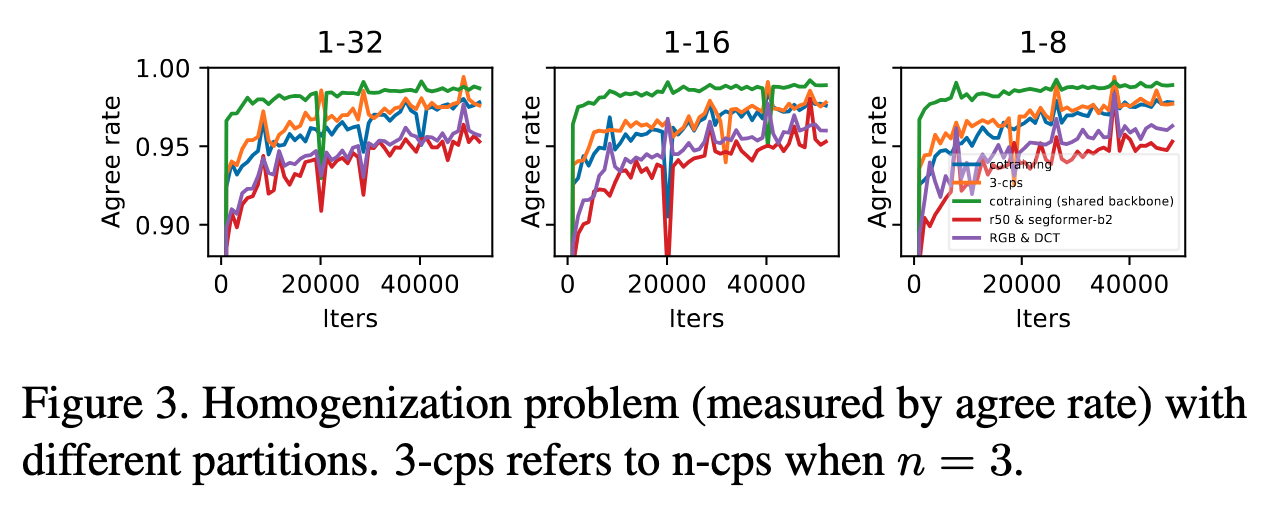 1-32
1-16
1-8
1.00
0.95
0.90
Agree rate
Agree rate
Agree rate
0
20000
40000
0
20000
40000
0
20000
40000
Iters
Iters
Iters
cotraining
3-cps
cotraining (shared backbone)
r50 & segformer-b2
RGB & DCT
Figure 3. Homogenization problem (measured by agree rate) with
different partitions. 3-cps refers to n-cps when n = 3.